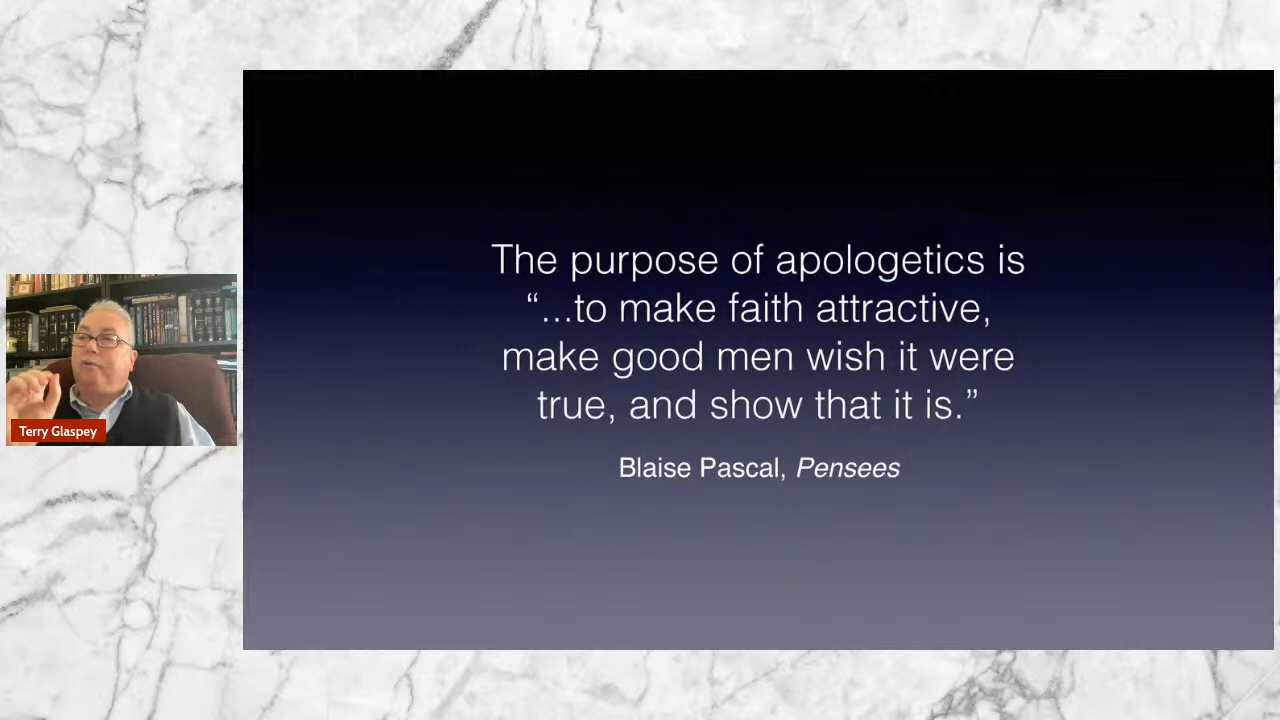 The purpose of apologetics is
“...to make faith attractive,
make good men wish it were
true, and show that it is.”
Blaise Pascal, Pensees
Terry Glaspey